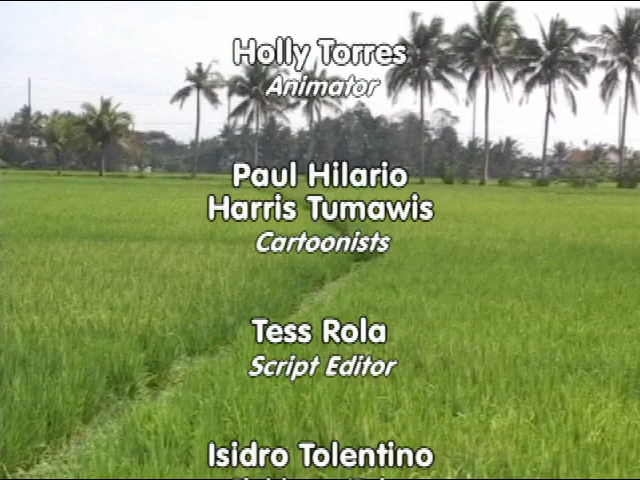 Holly Torres
Animator
Paul Hilario
Harris Tumawis
Cartoonists
Tess Rola
Script Editor
Isidro Tolentino